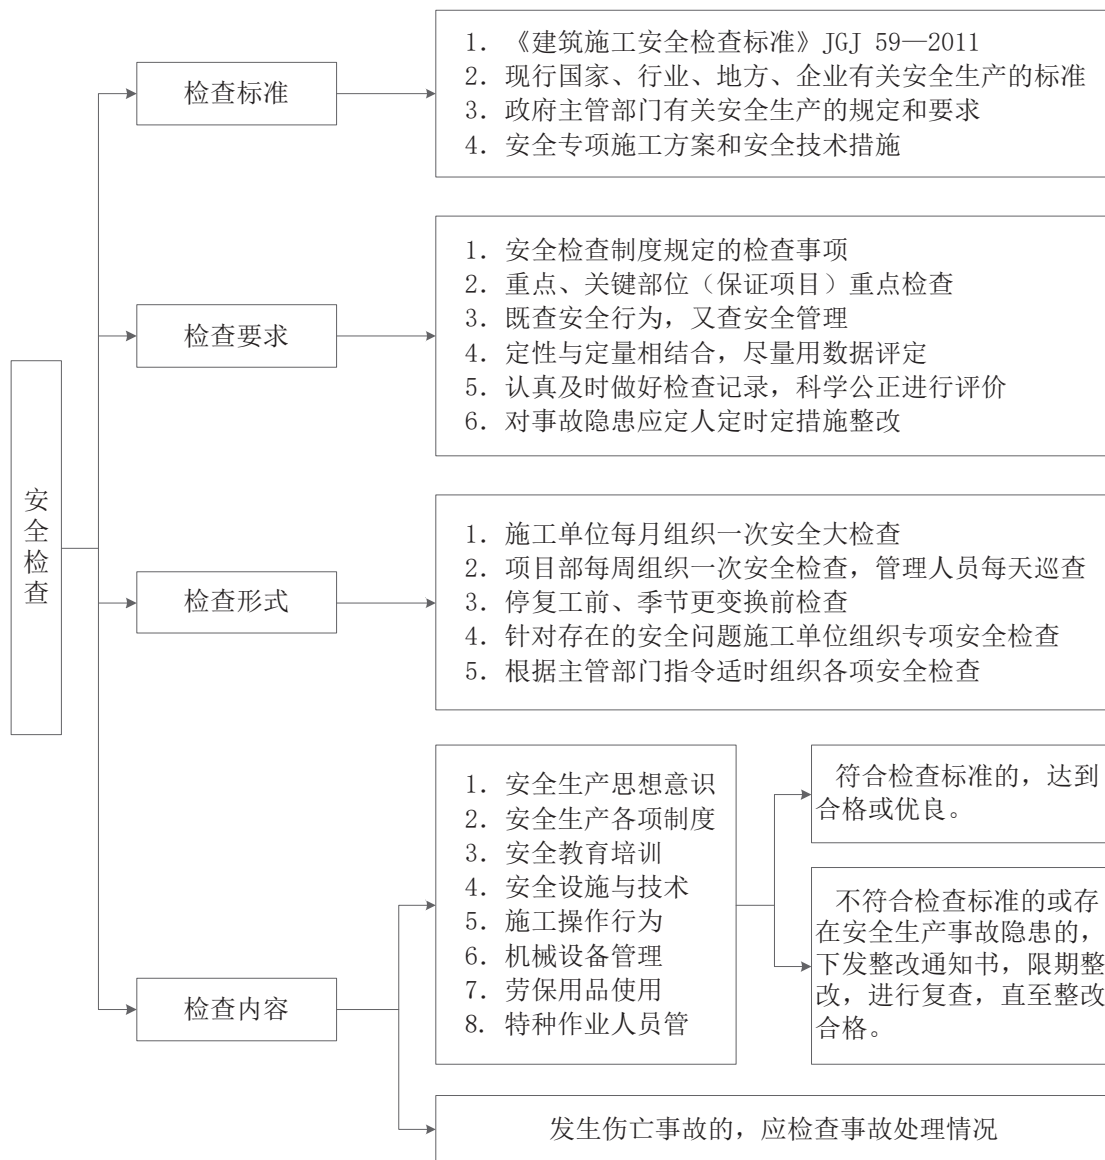 安全检查
检查标准
1. 《建筑施工安全检查标准》JGJ 59—2011
2. 现行国家、行业、地方、企业有关安全生产的标准
3. 政府主管部门有关安全生产的规定和要求
4. 安全专项施工方案和安全技术措施
检查要求
1. 安全检查制度规定的检查事项
2. 重点、关键部位（保证项目）重点检查
3. 既查安全行为，又查安全管理
4. 定性与定量相结合，尽量用数据评定
5. 认真及时做好检查记录，科学公正进行评价
6. 对事故隐患应定人定时定措施整改
检查形式
1. 施工单位每月组织一次安全大检查
2. 项目部每周组织一次安全检查，管理人员每天巡查
3. 停复工前、季节更变换前检查
4. 针对存在的安全问题施工单位组织专项安全检查
5. 根据主管部门指令适时组织各项安全检查
检查内容
1. 安全生产思想意识
2. 安全生产各项制度
3. 安全教育培训
4. 安全设施与技术
5. 施工操作行为
6. 机械设备管理
7. 劳保用品使用
8. 特种作业人员管
符合检查标准的，达到
合格或优良。
不符合检查标准的或存
在安全生产事故隐患的，
下发整改通知书，限期整
改，进行复查，直至整改
合格。
发生伤亡事故的，应检查事故处理情况